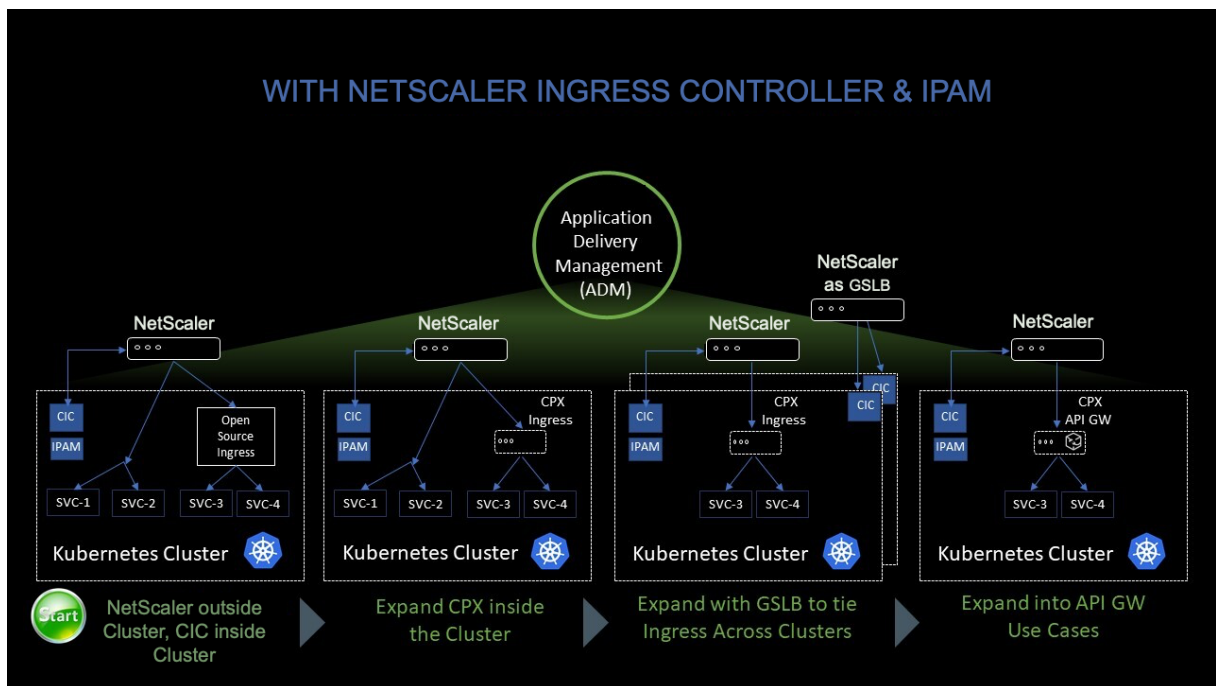 WITH NETSCALER INGRESS CONTROLLER & IPAM
Application
Delivery
Management
(ADM)
NetScaler
as GSLB
NetScaler
NetScaler
NetScaler
NetScaler
CIC
IPAM
Open
Source
Ingress
SVC-1
SVC-2
SVC-3
SVC-4
Kubernetes Cluster
CIC
IPAM
CPX
Ingress
SVC-1
SVC-2
SVC-3
SVC-4
Kubernetes Cluster
CIC
IPAM
CPX
Ingress
CIC
CIC
SVC-3
SVC-4
Kubernetes Cluster
CIC
IPAM
CPX
API GW
SVC-3
SVC-4
Kubernetes Cluster
Start
NetScaler outside
Cluster, CIC inside
Cluster
Expand CPX inside
the Cluster
Expand with GSLB to tie
Ingress Across Clusters
Expand into API GW
Use Cases